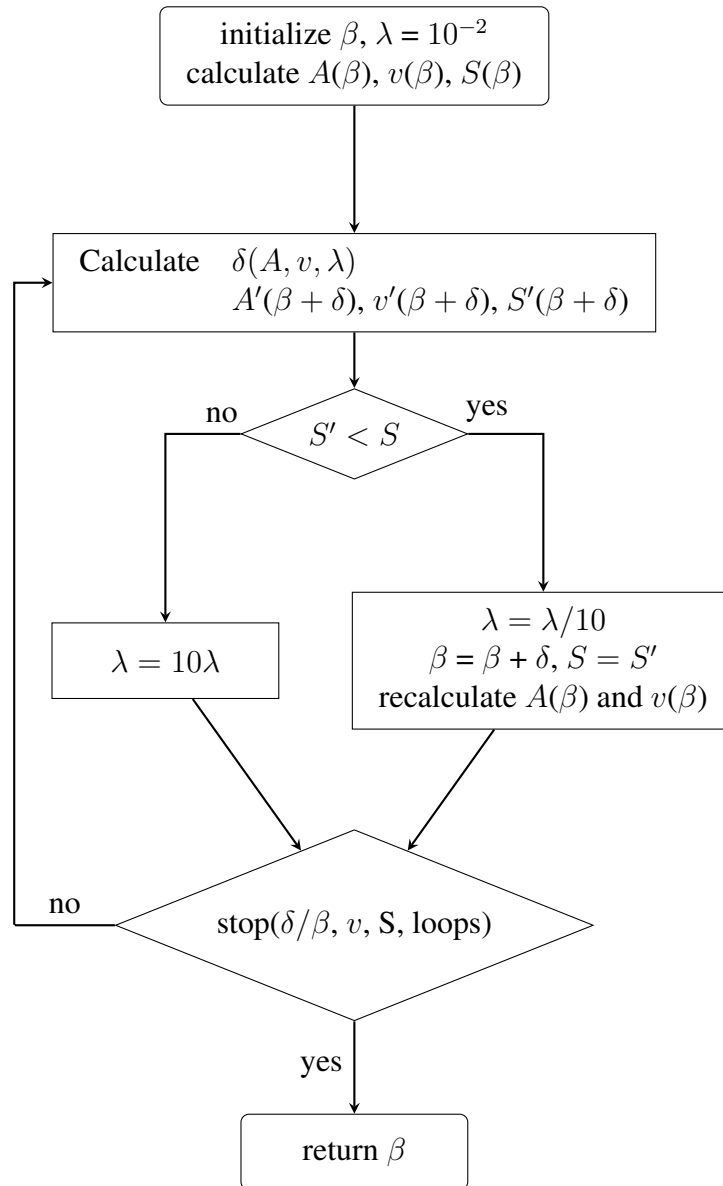 initialize β, λ = 10⁻²
calculate A(β), v(β), S(β)
Calculate δ(A, v, λ)
A′(β + δ), v′(β + δ), S′(β + δ)
no
yes
S′ < S
λ = 10λ
λ = λ/10
β = β + δ, S = S′
recalculate A(β) and v(β)
no
stop(δ/β, v, S, loops)
yes
return β